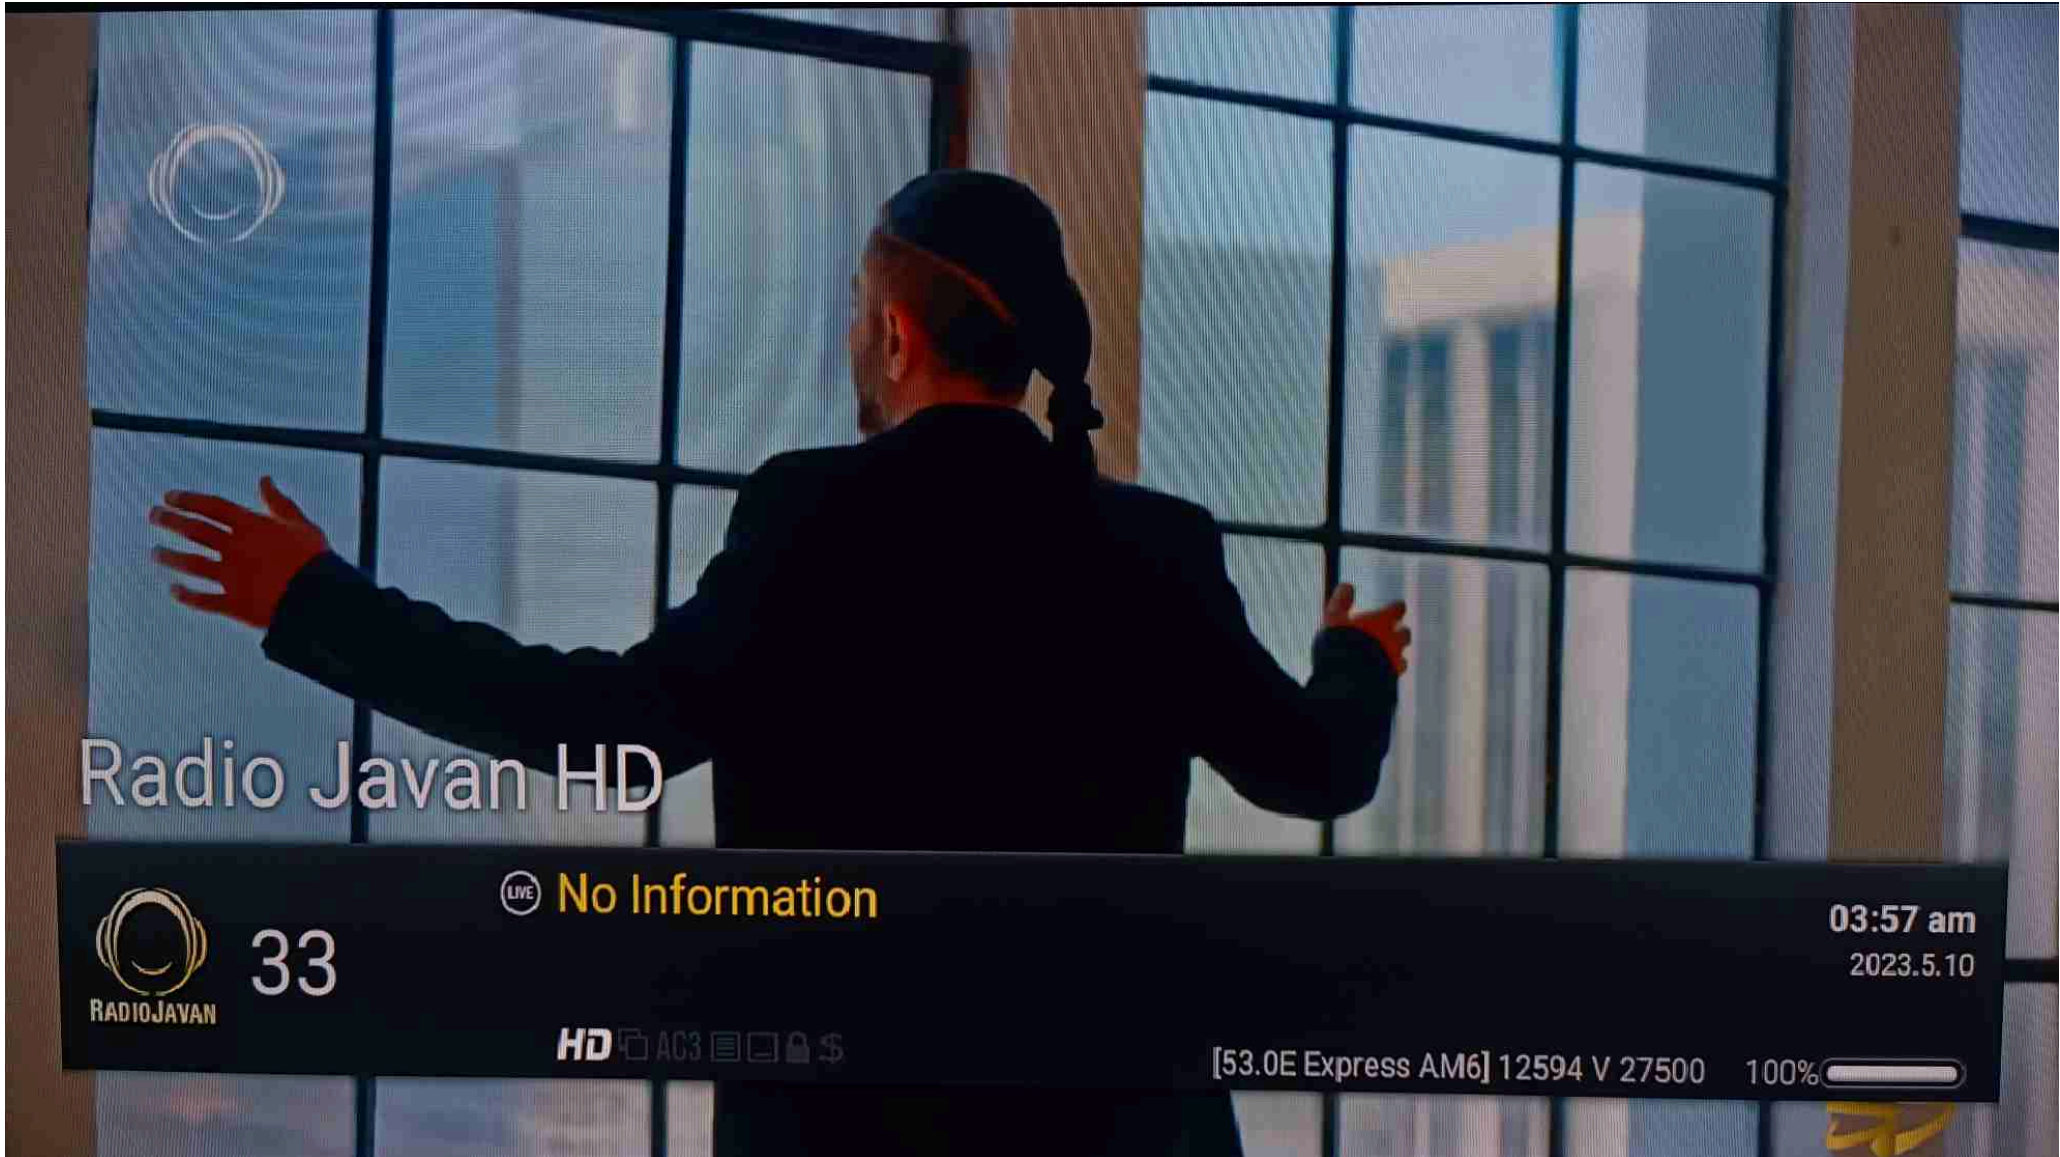 Radio Javan HD
LIVE No Information
33
RADIOJAVAN
03:57 am
2023.5.10
HD AC3 $
[53.0E Express AM6] 12594 V 27500 100%